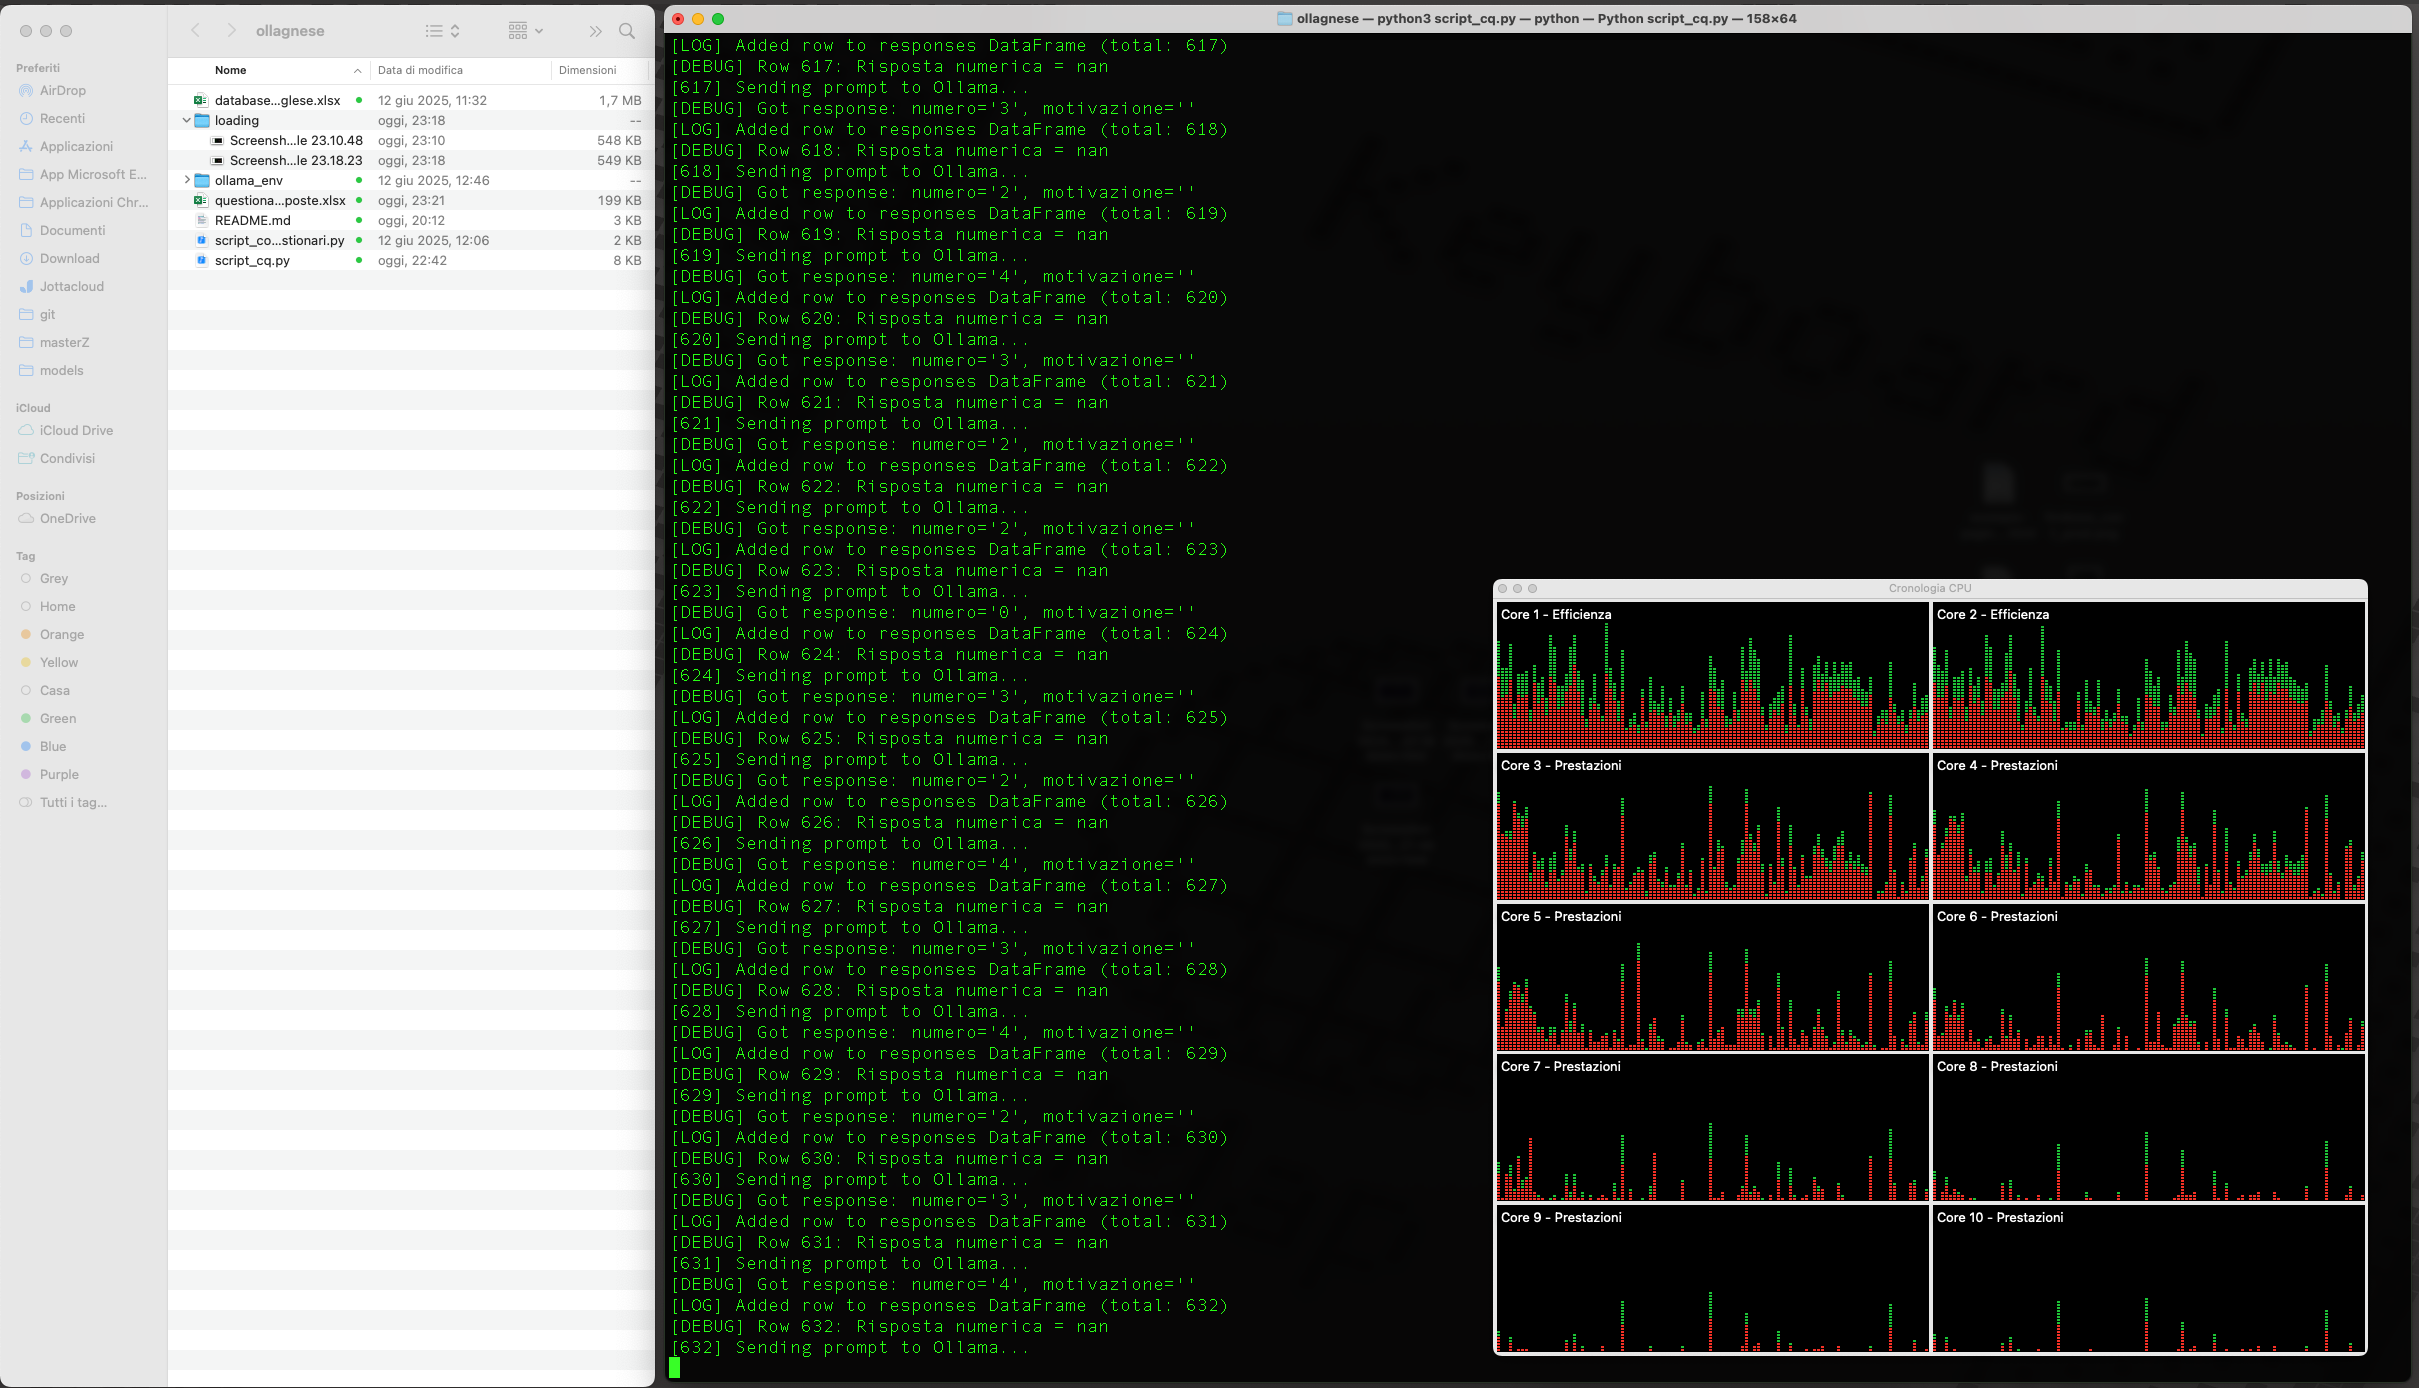 ollagnese
Preferiti
AirDrop
Recenti
Applicazioni
App Microsoft E...
Applicazioni Chr...
Documenti
Download
Jottacloud
git
masterZ
models
iCloud
iCloud Drive
Condivisi
Posizioni
OneDrive
Tag
Grey
Home
Orange
Yellow
Casa
Green
Blue
Purple
Tutti i tag...
Nome Data di modifica Dimensioni
database...glese.xlsx 12 giu 2025, 11:32 1,7 MB
loading oggi, 23:18 --
Screensh...le 23.10.48 oggi, 23:10 548 KB
Screensh...le 23.18.23 oggi, 23:18 549 KB
ollama_env 12 giu 2025, 12:46 --
questiona...poste.xlsx oggi, 23:21 199 KB
README.md oggi, 20:12 3 KB
script_co...stionari.py 12 giu 2025, 12:06 2 KB
script_cq.py oggi, 22:42 8 KB
ollagnese — python3 script_cq.py — python — Python script_cq.py — 158×64
[LOG] Added row to responses DataFrame (total: 617)
[DEBUG] Row 617: Risposta numerica = nan
[617] Sending prompt to Ollama...
[DEBUG] Got response: numero='3', motivazione=''
[LOG] Added row to responses DataFrame (total: 618)
[DEBUG] Row 618: Risposta numerica = nan
[618] Sending prompt to Ollama...
[DEBUG] Got response: numero='2', motivazione=''
[LOG] Added row to responses DataFrame (total: 619)
[DEBUG] Row 619: Risposta numerica = nan
[619] Sending prompt to Ollama...
[DEBUG] Got response: numero='4', motivazione=''
[LOG] Added row to responses DataFrame (total: 620)
[DEBUG] Row 620: Risposta numerica = nan
[620] Sending prompt to Ollama...
[DEBUG] Got response: numero='3', motivazione=''
[LOG] Added row to responses DataFrame (total: 621)
[DEBUG] Row 621: Risposta numerica = nan
[621] Sending prompt to Ollama...
[DEBUG] Got response: numero='2', motivazione=''
[LOG] Added row to responses DataFrame (total: 622)
[DEBUG] Row 622: Risposta numerica = nan
[622] Sending prompt to Ollama...
[DEBUG] Got response: numero='2', motivazione=''
[LOG] Added row to responses DataFrame (total: 623)
[DEBUG] Row 623: Risposta numerica = nan
[623] Sending prompt to Ollama...
[DEBUG] Got response: numero='0', motivazione=''
[LOG] Added row to responses DataFrame (total: 624)
[DEBUG] Row 624: Risposta numerica = nan
[624] Sending prompt to Ollama...
[DEBUG] Got response: numero='3', motivazione=''
[LOG] Added row to responses DataFrame (total: 625)
[DEBUG] Row 625: Risposta numerica = nan
[625] Sending prompt to Ollama...
[DEBUG] Got response: numero='2', motivazione=''
[LOG] Added row to responses DataFrame (total: 626)
[DEBUG] Row 626: Risposta numerica = nan
[626] Sending prompt to Ollama...
[DEBUG] Got response: numero='4', motivazione=''
[LOG] Added row to responses DataFrame (total: 627)
[DEBUG] Row 627: Risposta numerica = nan
[627] Sending prompt to Ollama...
[DEBUG] Got response: numero='3', motivazione=''
[LOG] Added row to responses DataFrame (total: 628)
[DEBUG] Row 628: Risposta numerica = nan
[628] Sending prompt to Ollama...
[DEBUG] Got response: numero='4', motivazione=''
[LOG] Added row to responses DataFrame (total: 629)
[DEBUG] Row 629: Risposta numerica = nan
[629] Sending prompt to Ollama...
[DEBUG] Got response: numero='2', motivazione=''
[LOG] Added row to responses DataFrame (total: 630)
[DEBUG] Row 630: Risposta numerica = nan
[630] Sending prompt to Ollama...
[DEBUG] Got response: numero='3', motivazione=''
[LOG] Added row to responses DataFrame (total: 631)
[DEBUG] Row 631: Risposta numerica = nan
[631] Sending prompt to Ollama...
[DEBUG] Got response: numero='4', motivazione=''
[LOG] Added row to responses DataFrame (total: 632)
[DEBUG] Row 632: Risposta numerica = nan
[632] Sending prompt to Ollama...
Cronologia CPU
Core 1 - Efficienza
Core 2 - Efficienza
Core 3 - Prestazioni
Core 4 - Prestazioni
Core 5 - Prestazioni
Core 6 - Prestazioni
Core 7 - Prestazioni
Core 8 - Prestazioni
Core 9 - Prestazioni
Core 10 - Prestazioni